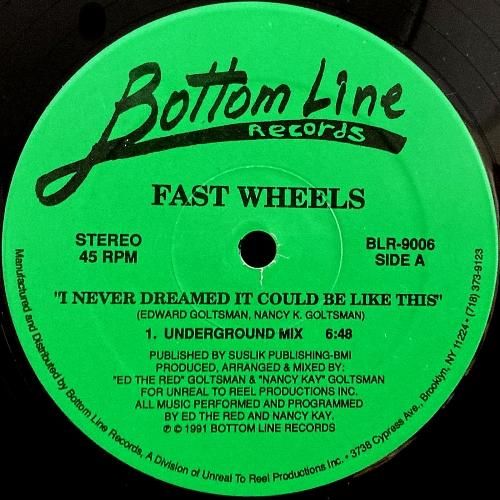 Bottom Line
Records
FAST WHEELS
STEREO
45 RPM
BLR-9006
SIDE A
"I NEVER DREAMED IT COULD BE LIKE THIS"
(EDWARD GOLTSMAN, NANCY K. GOLTSMAN)
1. UNDERGROUND MIX 6:48
PUBLISHED BY SUSLIK PUBLISHING-BMI
PRODUCED, ARRANGED & MIXED BY:
"ED THE RED" GOLTSMAN & "NANCY KAY" GOLTSMAN
FOR UNREAL TO REEL PRODUCTIONS INC.
ALL MUSIC PERFORMED AND PROGRAMMED
BY ED THE RED AND NANCY KAY.
℗ © 1991 BOTTOM LINE RECORDS
Manufactured and Distributed by Bottom Line Records, A Division of Unreal To Reel Productions Inc. • 3738 Cypress Ave., Brooklyn, NY 11224 • (718) 373-9123